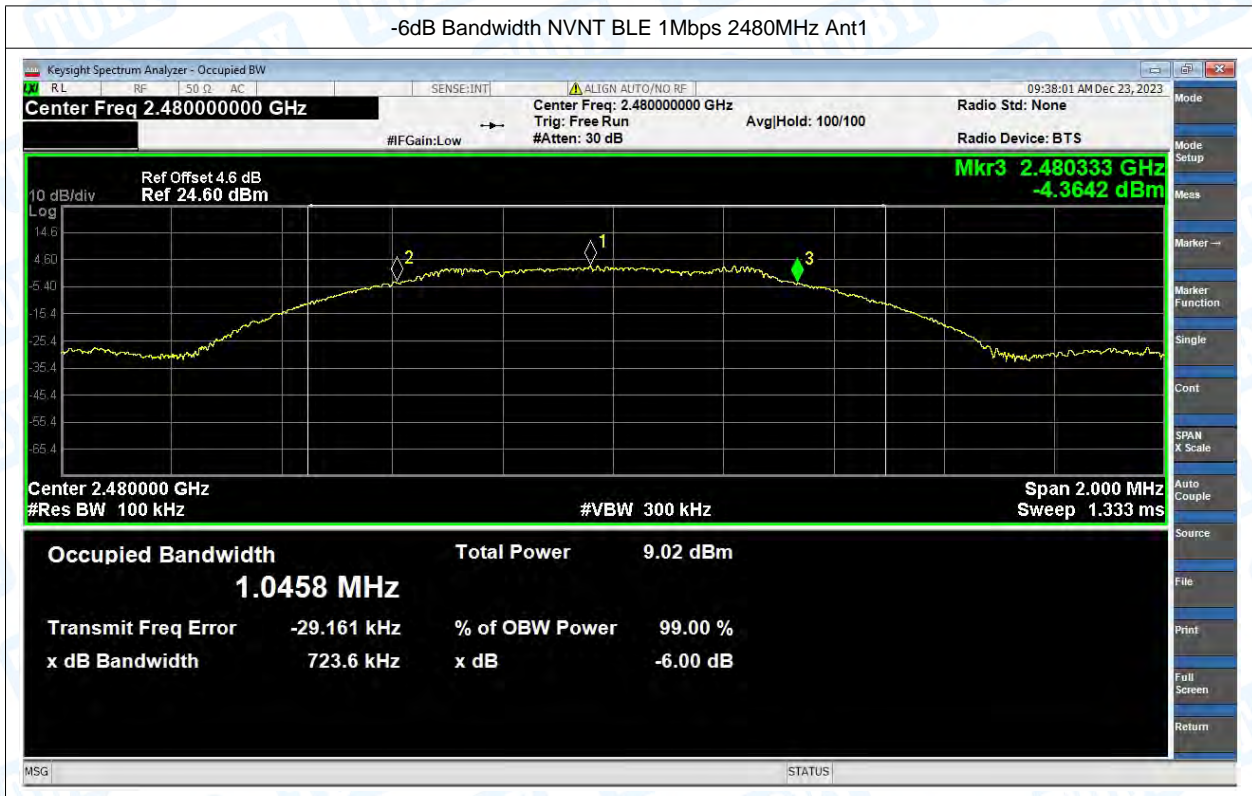 -6dB Bandwidth NVNT BLE 1Mbps 2480MHz Ant1
Keysight Spectrum Analyzer - Occupied BW
LXI RL RF 50 Ω AC SENSE:INT ALIGN AUTO/NO RF 09:38:01 AM Dec 23, 2023
Center Freq 2.480000000 GHz
Center Freq: 2.480000000 GHz
Radio Std: None
Trig: Free Run Avg|Hold: 100/100
#IFGain:Low #Atten: 30 dB Radio Device: BTS
Mkr3 2.480333 GHz
-4.3642 dBm
Ref Offset 4.6 dB
10 dB/div Ref 24.60 dBm
Log
14.6
4.60
-5.40
-15.4
-25.4
-35.4
-45.4
-55.4
-65.4
2
1
3
Center 2.480000 GHz Span 2.000 MHz
#Res BW 100 kHz #VBW 300 kHz Sweep 1.333 ms
Occupied Bandwidth Total Power 9.02 dBm
1.0458 MHz
Transmit Freq Error -29.161 kHz % of OBW Power 99.00 %
x dB Bandwidth 723.6 kHz x dB -6.00 dB
MSG STATUS
Mode
Mode
Setup
Meas
Marker→
Marker
Function
Single
Cont
SPAN
X Scale
Auto
Couple
Source
File
Print
Full
Screen
Return
TOBY